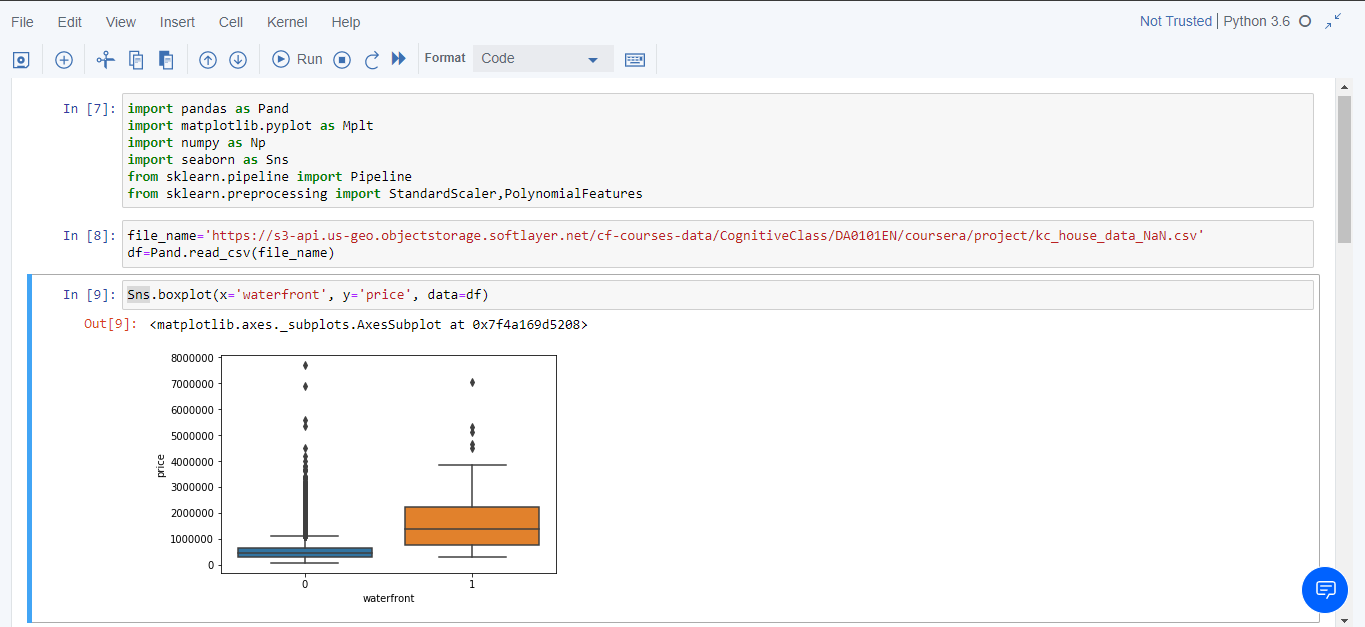 File Edit View Insert Cell Kernel Help Not Trusted | Python 3.6
Run Format Code
In [7]: import pandas as Pand
import matplotlib.pyplot as Mplt
import numpy as Np
import seaborn as Sns
from sklearn.pipeline import Pipeline
from sklearn.preprocessing import StandardScaler,PolynomialFeatures
In [8]: file_name='https://s3-api.us-geo.objectstorage.softlayer.net/cf-courses-data/CognitiveClass/DA0101EN/coursera/project/kc_house_data_NaN.csv'
df=Pand.read_csv(file_name)
In [9]: Sns.boxplot(x='waterfront', y='price', data=df)
Out[9]: <matplotlib.axes._subplots.AxesSubplot at 0x7f4a169d5208>
8000000
7000000
6000000
5000000
4000000
price
3000000
2000000
1000000
0
0 1
waterfront